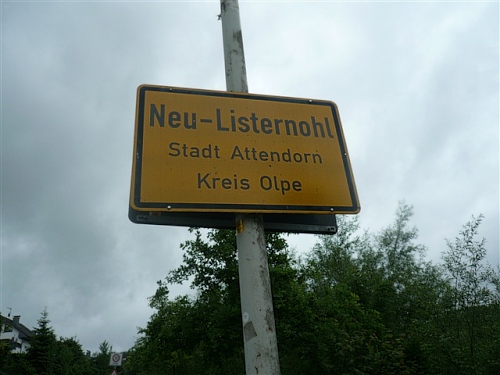 Neu-Listernohl
Stadt Attendorn
Kreis Olpe